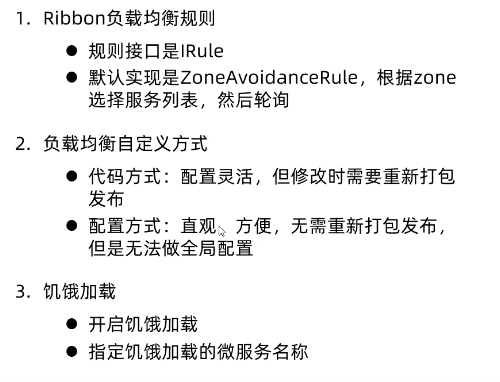 1. Ribbon负载均衡规则
● 规则接口是IRule
● 默认实现是ZoneAvoidanceRule，根据zone
选择服务列表，然后轮询
2. 负载均衡自定义方式
● 代码方式：配置灵活，但修改时需要重新打包
发布
● 配置方式：直观、方便，无需重新打包发布，
但是无法做全局配置
3. 饥饿加载
● 开启饥饿加载
● 指定饥饿加载的微服务名称